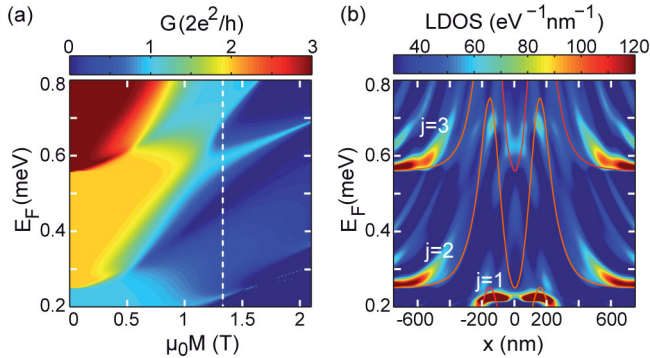 (a) G(2e²/h)
0 1 2 3
E_F(meV)
0.8
0.6
0.4
0.2
0 0.5 1 1.5 2
μ₀M (T)
(b) LDOS (eV⁻¹nm⁻¹)
40 60 80 100 120
E_F(meV)
0.8
0.6
0.4
0.2
j=3
j=2
j=1
-600 -400 -200 0 200 400 600
x (nm)